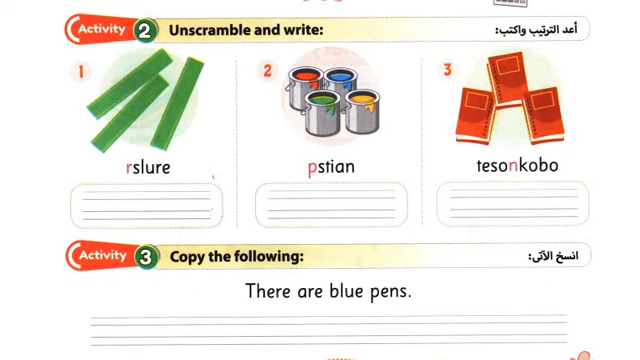 Activity 2 Unscramble and write: أعد الترتيب واكتب:
1 2 3
rslure pstian tesonkobo
Activity 3 Copy the following: انسخ الآتى:
There are blue pens.